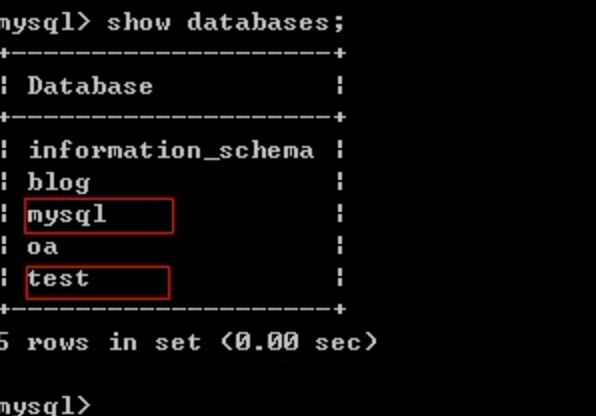 mysql> show databases;
+--------------------+
| Database           |
+--------------------+
| information_schema |
| blog               |
| mysql              |
| oa                 |
| test               |
+--------------------+
5 rows in set (0.00 sec)
mysql>